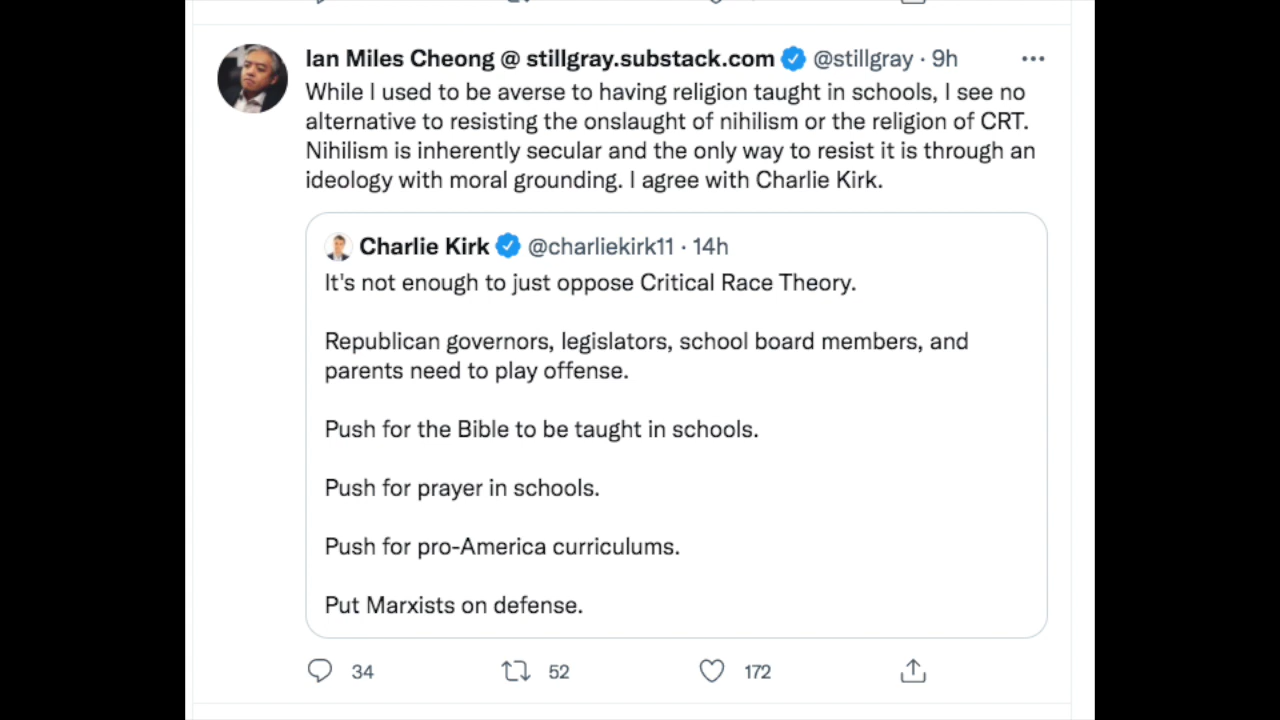 Ian Miles Cheong @ stillgray.substack.com @stillgray · 9h
While I used to be averse to having religion taught in schools, I see no
alternative to resisting the onslaught of nihilism or the religion of CRT.
Nihilism is inherently secular and the only way to resist it is through an
ideology with moral grounding. I agree with Charlie Kirk.
Charlie Kirk @charliekirk11 · 14h
It's not enough to just oppose Critical Race Theory.
Republican governors, legislators, school board members, and
parents need to play offense.
Push for the Bible to be taught in schools.
Push for prayer in schools.
Push for pro-America curriculums.
Put Marxists on defense.
34 52 172